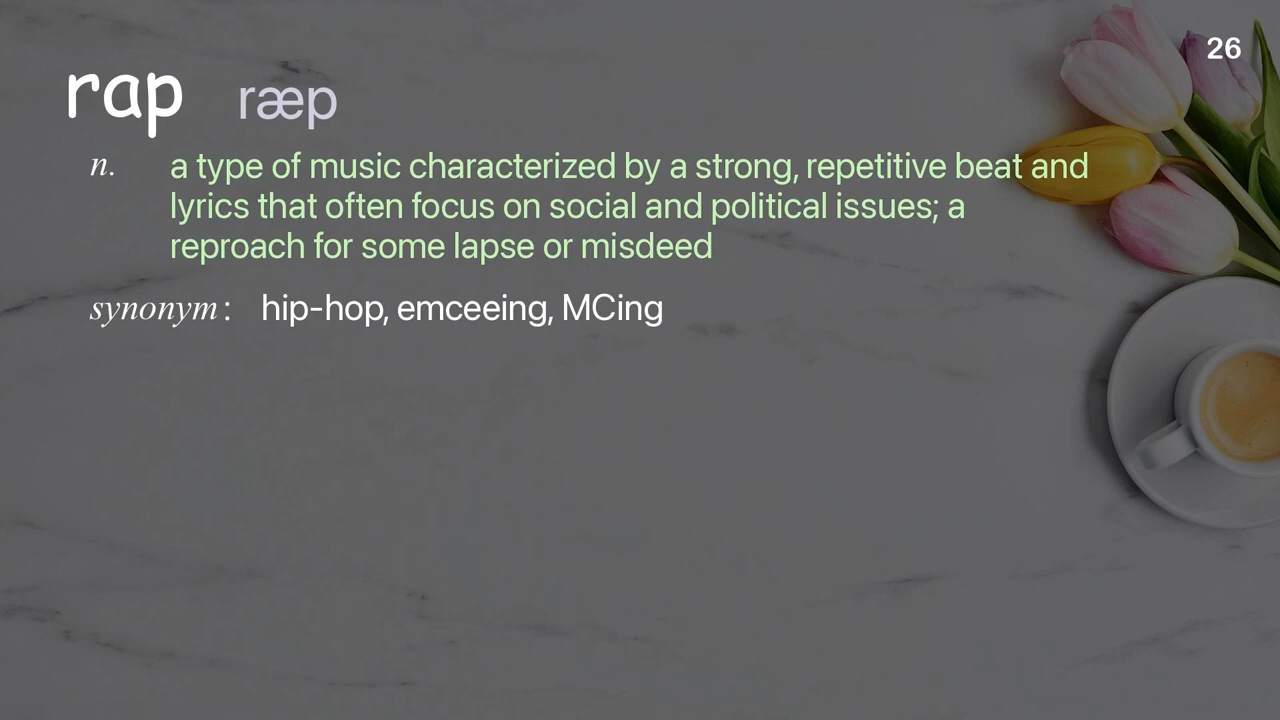 26
rap ræp
n. a type of music characterized by a strong, repetitive beat and
lyrics that often focus on social and political issues; a
reproach for some lapse or misdeed
synonym: hip-hop, emceeing, MCing